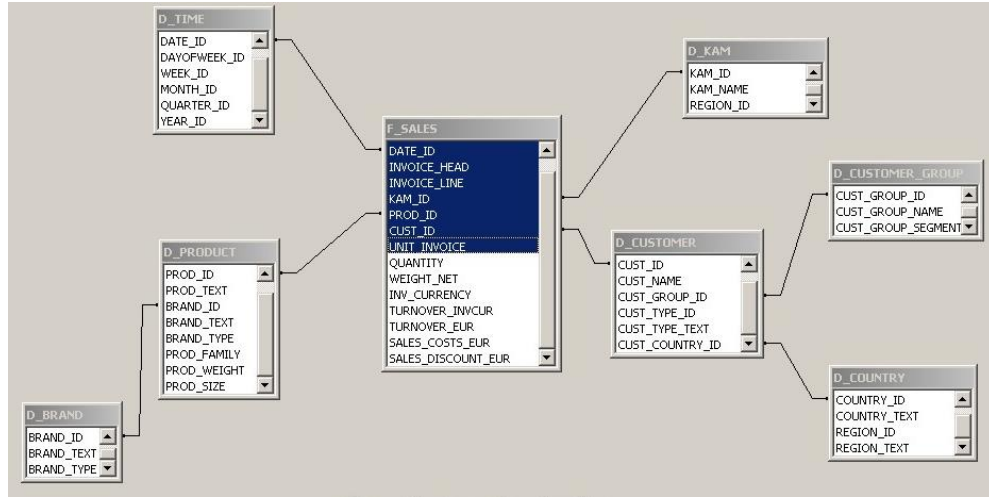 D_TIME
DATE_ID
DAYOFWEEK_ID
WEEK_ID
MONTH_ID
QUARTER_ID
YEAR_ID
D_KAM
KAM_ID
KAM_NAME
REGION_ID
F_SALES
DATE_ID
INVOICE_HEAD
INVOICE_LINE
KAM_ID
PROD_ID
CUST_ID
UNIT_INVOICE
QUANTITY
WEIGHT_NET
INV_CURRENCY
TURNOVER_INVCUR
TURNOVER_EUR
SALES_COSTS_EUR
SALES_DISCOUNT_EUR
D_CUSTOMER_GROUP
CUST_GROUP_ID
CUST_GROUP_NAME
CUST_GROUP_SEGMENT
D_PRODUCT
PROD_ID
PROD_TEXT
BRAND_ID
BRAND_TEXT
BRAND_TYPE
PROD_FAMILY
PROD_WEIGHT
PROD_SIZE
D_CUSTOMER
CUST_ID
CUST_NAME
CUST_GROUP_ID
CUST_TYPE_ID
CUST_TYPE_TEXT
CUST_COUNTRY_ID
D_COUNTRY
COUNTRY_ID
COUNTRY_TEXT
REGION_ID
REGION_TEXT
D_BRAND
BRAND_ID
BRAND_TEXT
BRAND_TYPE